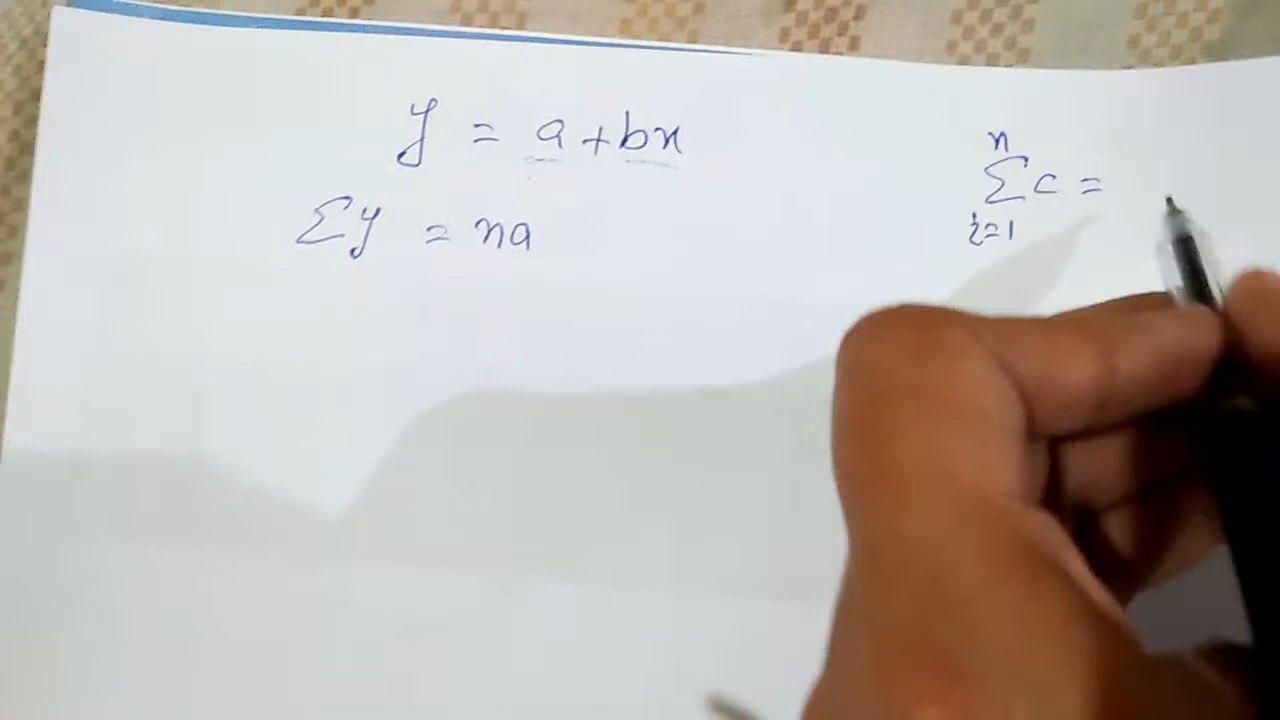 y = a + bx
Σy = na
n
Σ c =
i=1